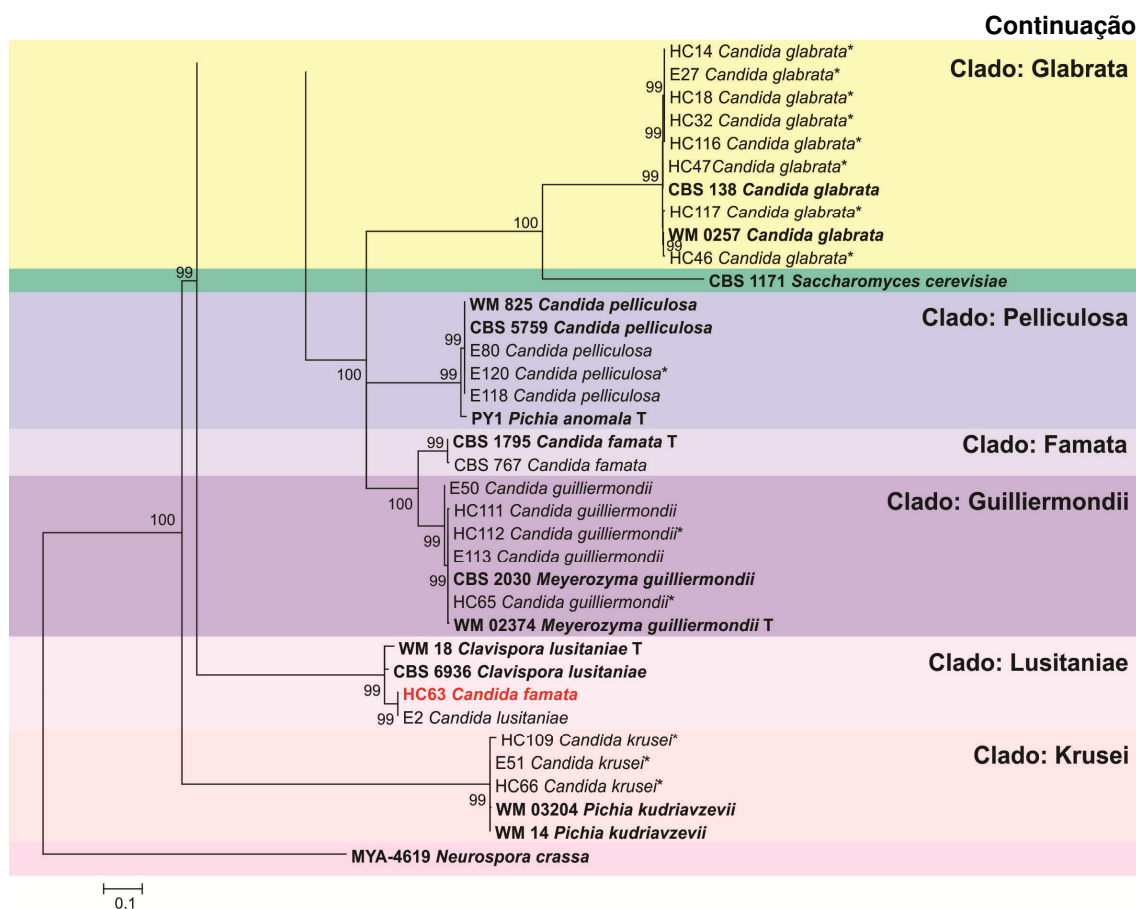 Continuação
Clado: Glabrata
HC14 Candida glabrata*
E27 Candida glabrata*
99
HC18 Candida glabrata*
HC32 Candida glabrata*
99
HC116 Candida glabrata*
HC47Candida glabrata*
99
CBS 138 Candida glabrata
HC117 Candida glabrata*
100
WM 0257 Candida glabrata
99
HC46 Candida glabrata*
99
CBS 1171 Saccharomyces cerevisiae
Clado: Pelliculosa
WM 825 Candida pelliculosa
CBS 5759 Candida pelliculosa
99
E80 Candida pelliculosa
100
99
E120 Candida pelliculosa*
E118 Candida pelliculosa
PY1 Pichia anomala T
Clado: Famata
99
CBS 1795 Candida famata T
CBS 767 Candida famata
Clado: Guilliermondii
E50 Candida guilliermondii
100
HC111 Candida guilliermondii
100
HC112 Candida guilliermondii*
99
E113 Candida guilliermondii
99
CBS 2030 Meyerozyma guilliermondii
HC65 Candida guilliermondii*
WM 02374 Meyerozyma guilliermondii T
Clado: Lusitaniae
WM 18 Clavispora lusitaniae T
CBS 6936 Clavispora lusitaniae
99
HC63 Candida famata
99
E2 Candida lusitaniae
Clado: Krusei
HC109 Candida krusei*
E51 Candida krusei*
HC66 Candida krusei*
99
WM 03204 Pichia kudriavzevii
WM 14 Pichia kudriavzevii
MYA-4619 Neurospora crassa
0.1